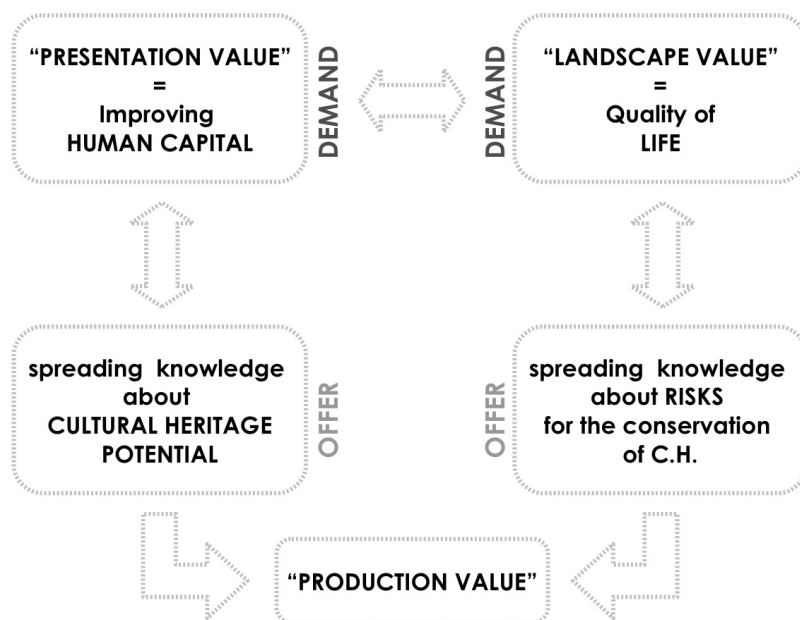 “PRESENTATION VALUE”
=
Improving
HUMAN CAPITAL
DEMAND
DEMAND
“LANDSCAPE VALUE”
=
Quality of
LIFE
spreading knowledge
about
CULTURAL HERITAGE
POTENTIAL
OFFER
OFFER
spreading knowledge
about RISKS
for the conservation
of C.H.
“PRODUCTION VALUE”